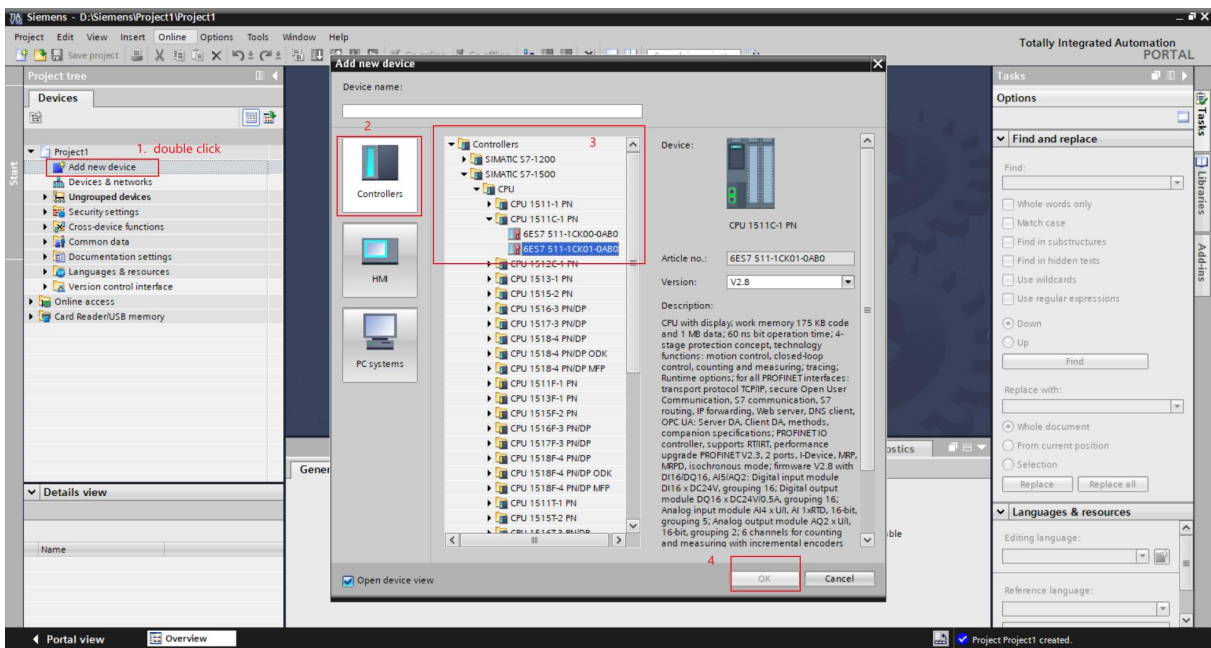 Siemens - D:\Siemens\Project1\Project1
Project Edit View Insert Online Options Tools Window Help
Totally Integrated Automation
PORTAL
Save project
Project tree
Devices
Project1
1. double click
Add new device
Devices & networks
Ungrouped devices
Security settings
Cross-device functions
Common data
Documentation settings
Languages & resources
Version control interface
Online access
Card Reader/USB memory
Start
Details view
Name
Add new device
Device name:
2
Controllers
HMI
PC systems
3
Controllers
SIMATIC S7-1200
SIMATIC S7-1500
CPU
CPU 1511-1 PN
CPU 1511C-1 PN
6ES7 511-1CK00-0AB0
6ES7 511-1CK01-0AB0
CPU 1512C-1 PN
CPU 1513-1 PN
CPU 1515-2 PN
CPU 1516-3 PN/DP
CPU 1517-3 PN/DP
CPU 1518-4 PN/DP
CPU 1518-4 PN/DP ODK
CPU 1518-4 PN/DP MFP
CPU 1511F-1 PN
CPU 1513F-1 PN
CPU 1515F-2 PN
CPU 1516F-3 PN/DP
CPU 1517F-3 PN/DP
CPU 1518F-4 PN/DP
CPU 1518F-4 PN/DP ODK
CPU 1518F-4 PN/DP MFP
CPU 1511T-1 PN
CPU 1515T-2 PN
Device:
CPU 1511C-1 PN
Article no.: 6ES7 511-1CK01-0AB0
Version: V2.8
Description:
CPU with display; work memory 175 KB code
and 1 MB data; 60 ns bit operation time; 4-
stage protection concept, technology
functions: motion control, closed-loop
control, counting and measuring; tracing;
Runtime options; for all PROFINET interfaces:
transport protocol TCP/IP, secure Open User
Communication, S7 communication, S7
routing, IP forwarding, Web server, DNS client,
OPC UA: Server DA, Client DA, methods,
companion specifications; PROFINET IO
controller, supports RT/IRT, performance
upgrade PROFINET V2.3, 2 ports, I-Device, MRP,
MRPD, isochronous mode; firmware V2.8 with
DI16/DQ16, AI5/AQ2: Digital input module
DI16 x DC24V, grouping 16; Digital output
module DQ16 x DC24V/0.5A, grouping 16;
Analog input module AI4 x U/I, AI 1xRTD, 16-bit,
grouping 5; Analog output module AQ2 x U/I,
16-bit, grouping 2; 6 channels for counting
and measuring with incremental encoders
4
Open device view
OK
Cancel
Gener
ostics
ble
Tasks
Options
Find and replace
Find:
Whole words only
Match case
Find in substructures
Find in hidden texts
Use wildcards
Use regular expressions
Down
Up
Find
Replace with:
Whole document
From current position
Selection
Replace
Replace all
Languages & resources
Editing language:
Reference language:
Tasks
Libraries
Add-ins
Portal view
Overview
Project Project1 created.